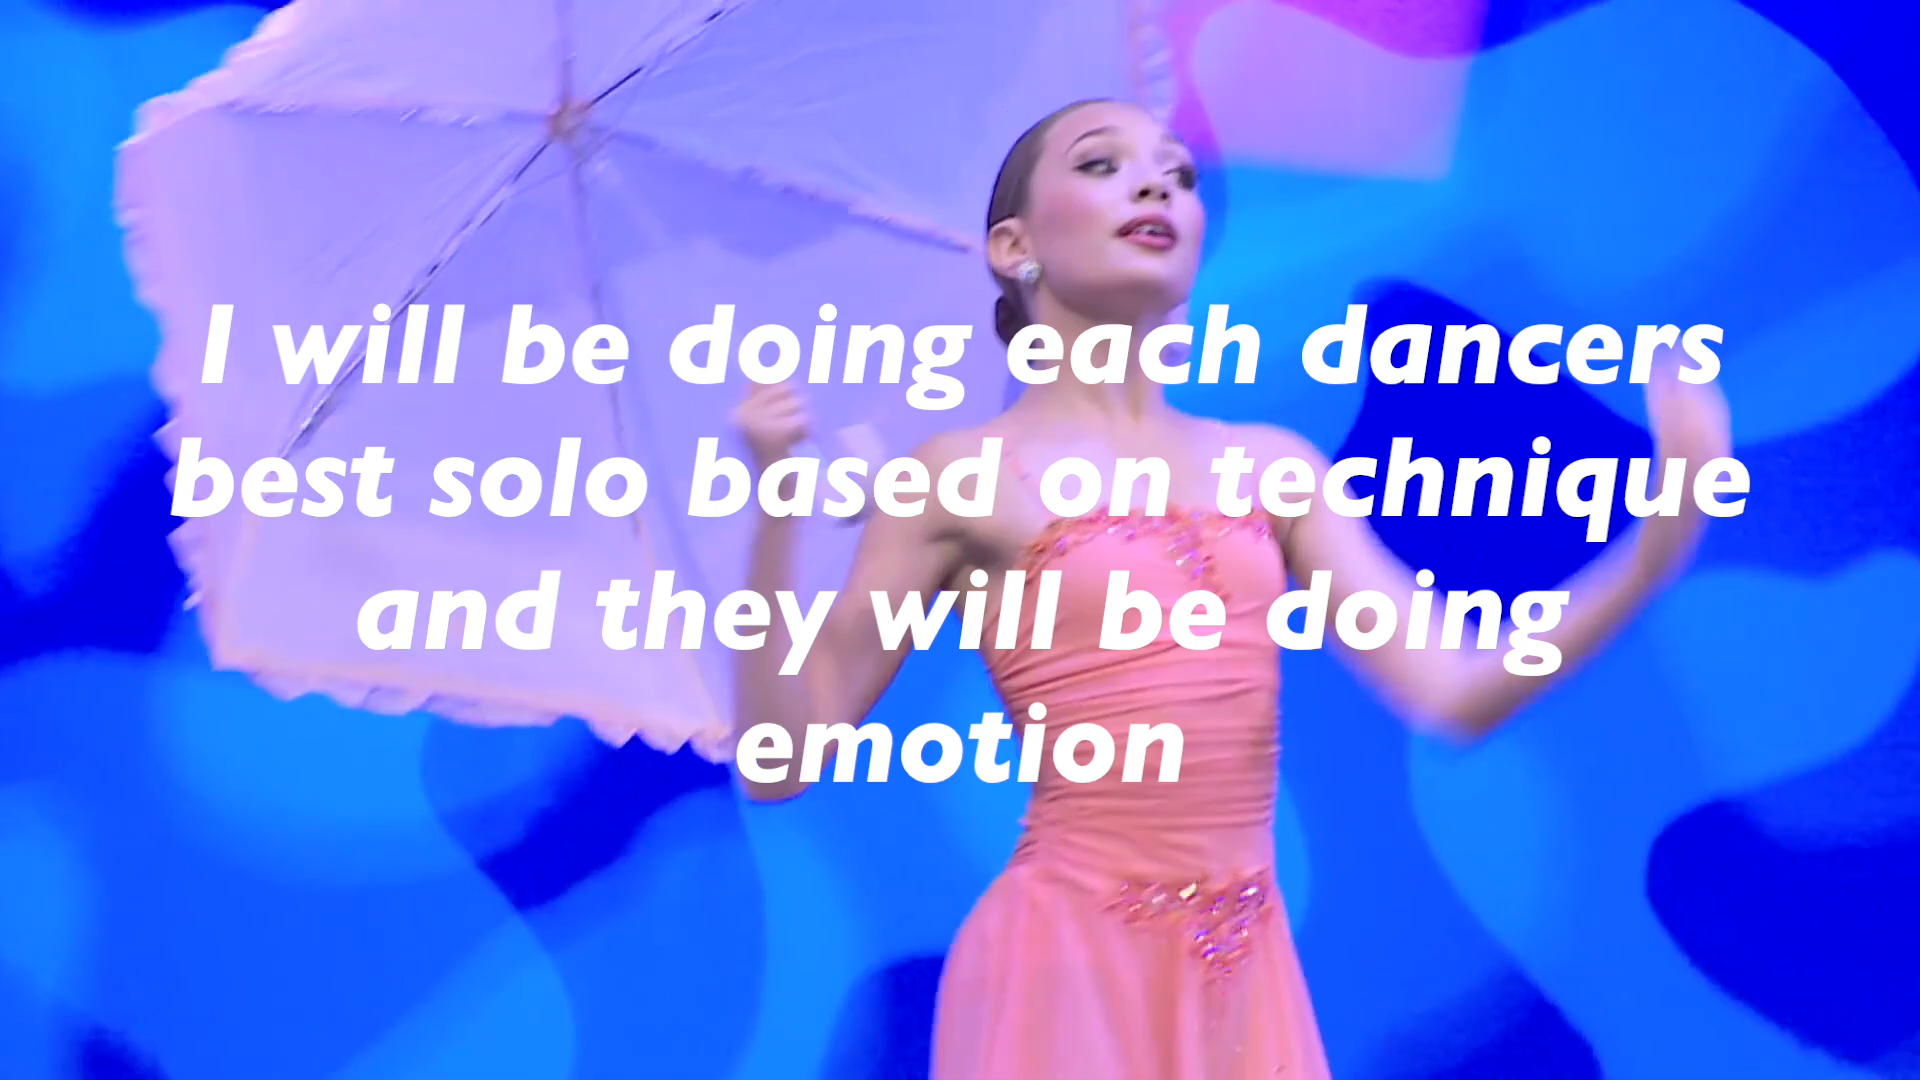 I will be doing each dancers
best solo based on technique
and they will be doing
emotion